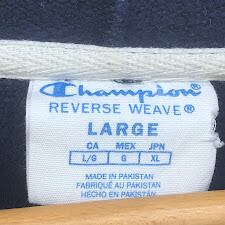 Champion
REVERSE WEAVE®
LARGE
CA MEX JPN
L/G G XL
MADE IN PAKISTAN
FABRIQUÉ AU PAKISTAN
HECHO EN PAKISTAN